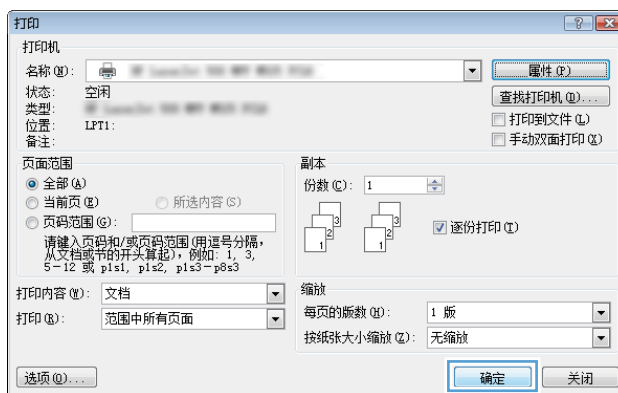 打印
打印机
名称(N):
属性(P)
状态: 空闲
查找打印机(D)...
类型:
打印到文件(L)
位置: LPT1:
手动双面打印(X)
备注:
页面范围
全部(A)
当前页(E) 所选内容(S)
页码范围(G):
请键入页码和/或页码范围(用逗号分隔,
从文档或节的开头算起),例如: 1, 3,
5-12 或 p1s1, p1s2, p1s3-p8s3
副本
份数(C): 1
3 3
2 2
1 1
逐份打印(T)
打印内容(W): 文档
打印(R): 范围中所有页面
缩放
每页的版数(H): 1 版
按纸张大小缩放(Z): 无缩放
选项(O)... 确定 关闭